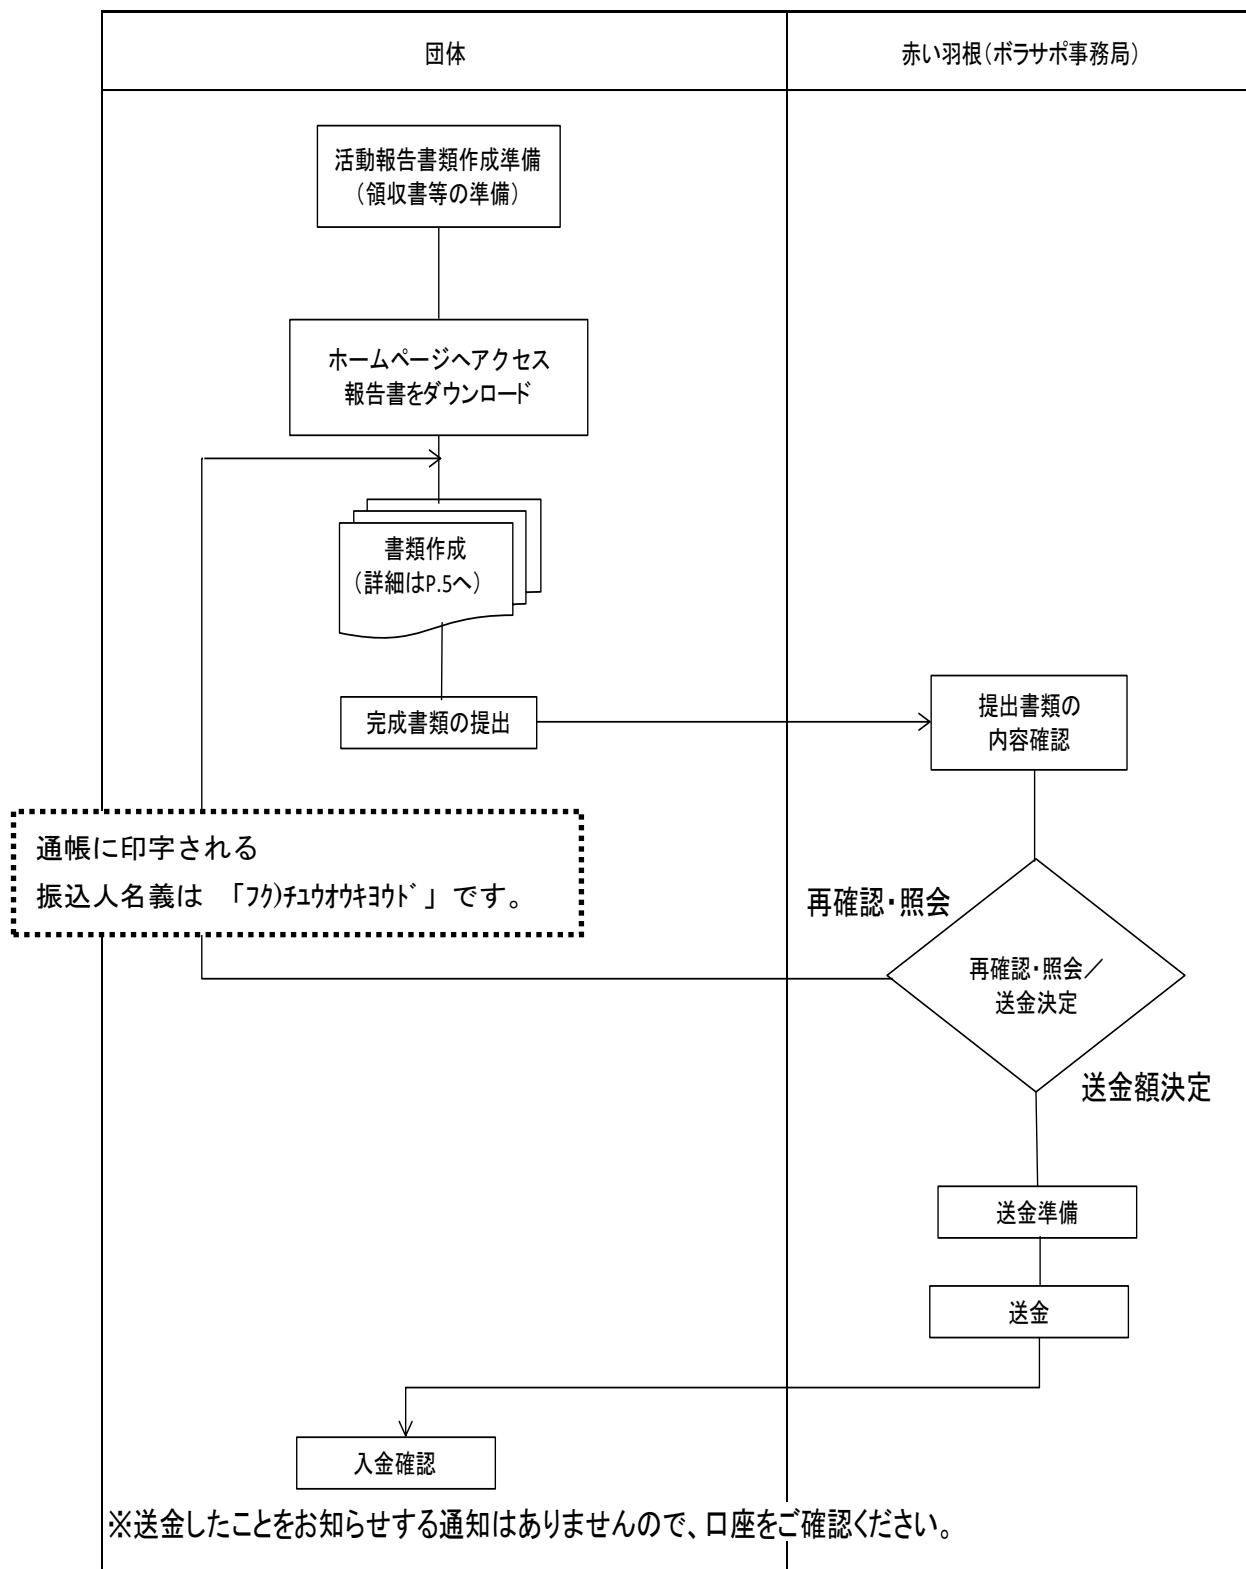 団体
赤い羽根（ボラサポ事務局）
活動報告書類作成準備
（領収書等の準備）
ホームページへアクセス
報告書をダウンロード
書類作成
（詳細はP.5へ）
完成書類の提出
提出書類の
内容確認
通帳に印字される
振込人名義は　「ﾌｸ)ﾁﾕｳｵｳｷﾖｳﾄﾞ」です。
再確認・照会
再確認・照会／
送金決定
送金額決定
送金準備
送金
入金確認
※送金したことをお知らせする通知はありませんので、口座をご確認ください。